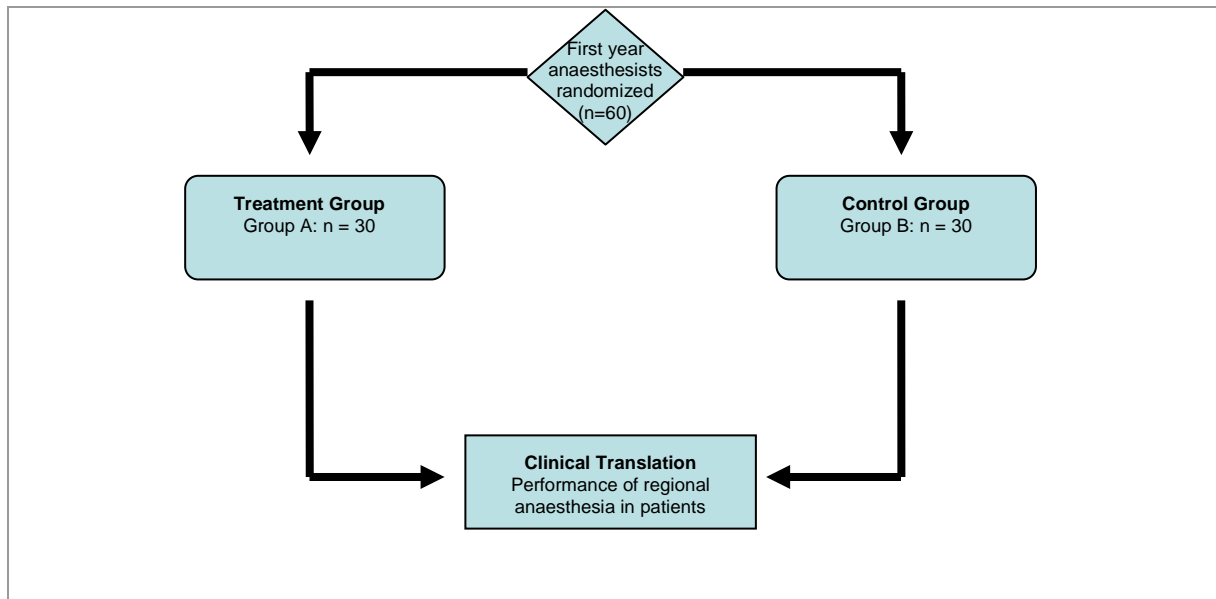 First year
anaesthesists
randomized
(n=60)
Treatment Group
Group A: n = 30
Control Group
Group B: n = 30
Clinical Translation
Performance of regional
anaesthesia in patients